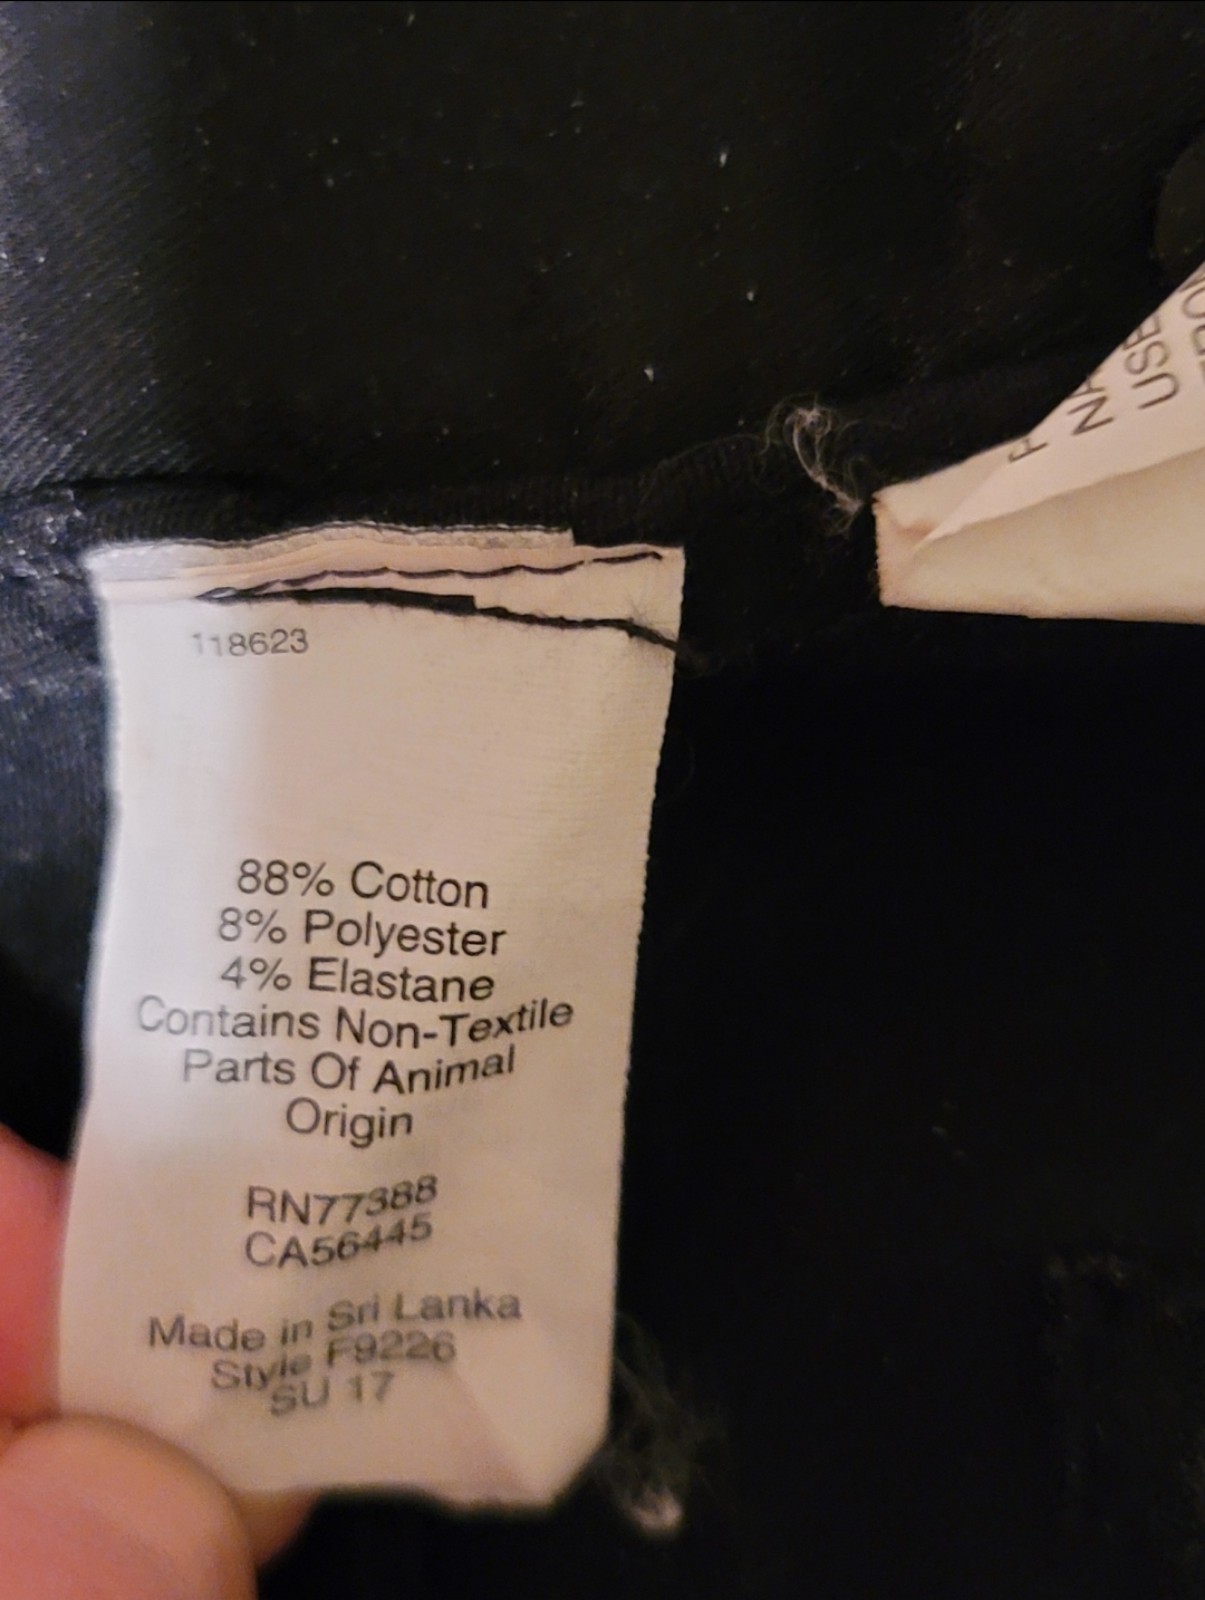 118623
88% Cotton
8% Polyester
4% Elastane
Contains Non-Textile
Parts Of Animal
Origin
RN77388
CA56445
Made in Sri Lanka
Style F9226
SU 17
USE